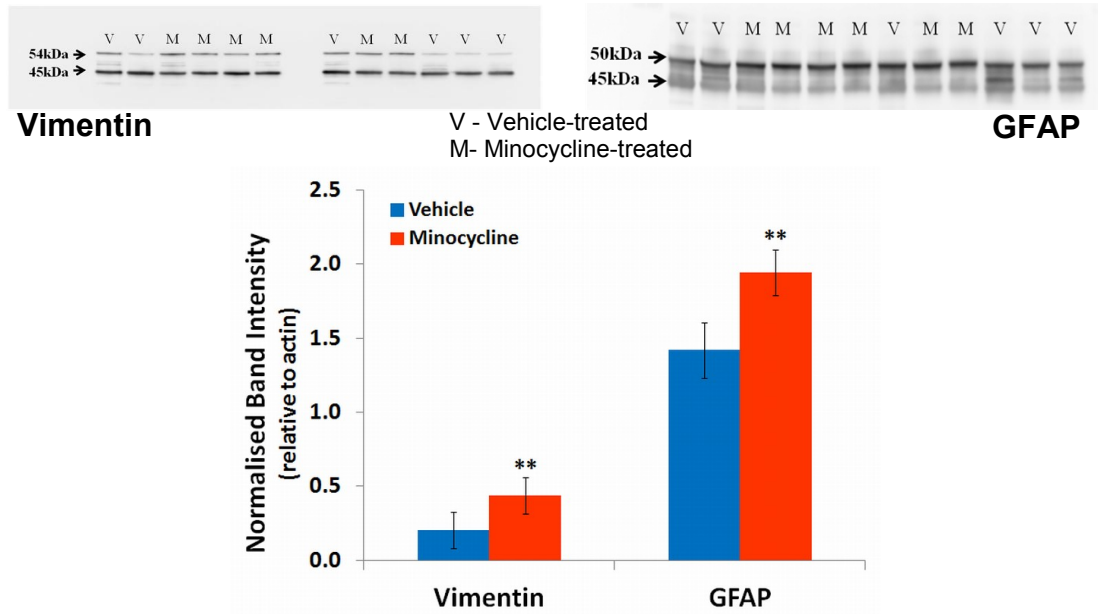 V V M M M M V M M V V V
54kDa
45kDa
V V M M M M V M M V V V
50kDa
45kDa
Vimentin
V - Vehicle-treated
M- Minocycline-treated
GFAP
Normalised Band Intensity
(relative to actin)
2.5
2.0
1.5
1.0
0.5
0.0
Vehicle
Minocycline
**
**
Vimentin GFAP